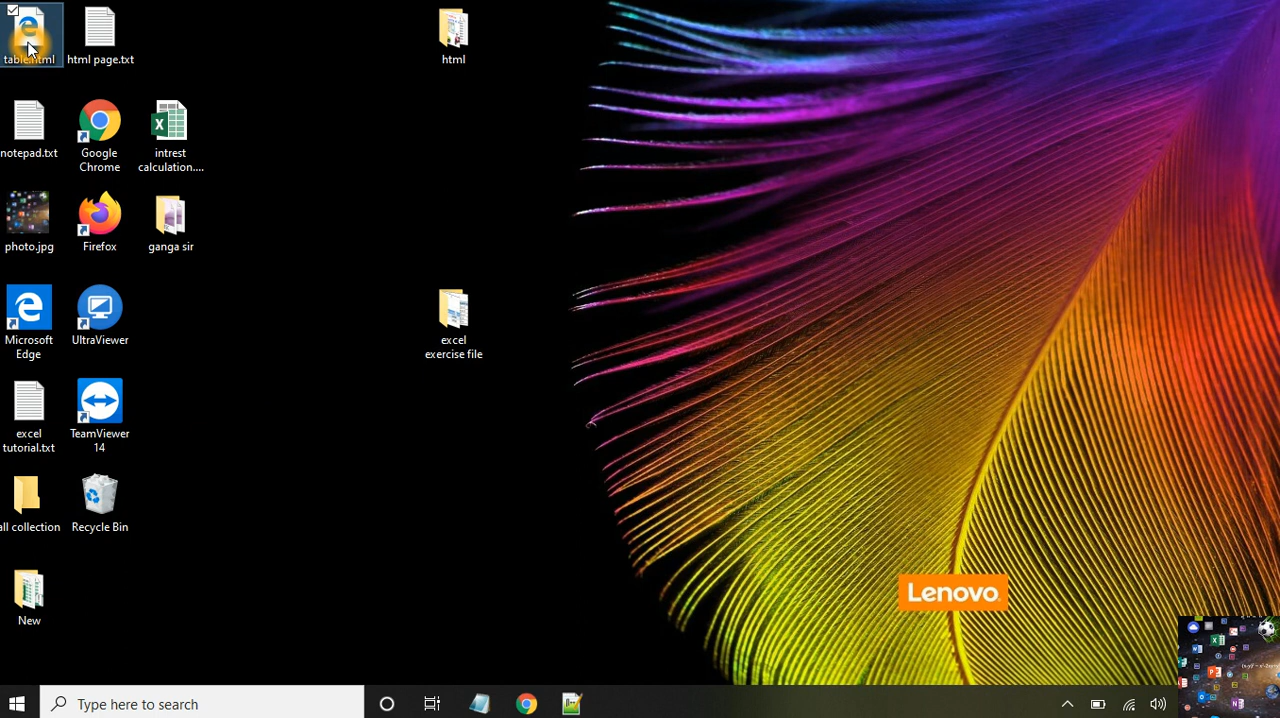 table.html
html page.txt
html
notepad.txt
Google
Chrome
intrest
calculation....
photo.jpg
Firefox
ganga sir
Microsoft
Edge
UltraViewer
excel
exercise file
excel
tutorial.txt
TeamViewer
14
all collection
Recycle Bin
New
Lenovo
Type here to search